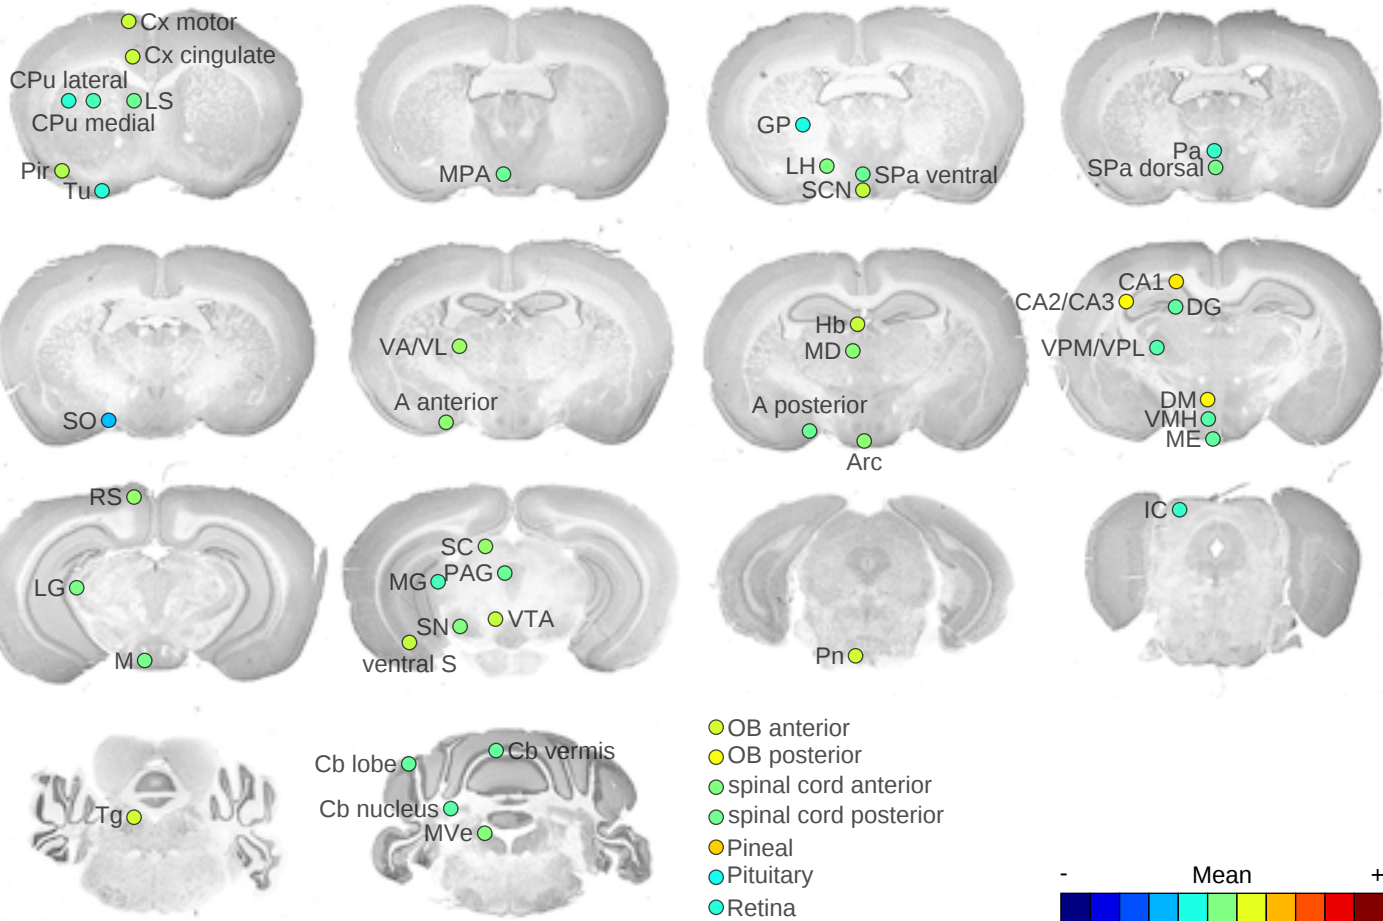 Cx motor
Cx cingulate
CPu lateral
LS
CPu medial
Pir
Tu
MPA
GP
LH
SPa ventral
SCN
Pa
SPa dorsal
SO
VA/VL
A anterior
Hb
MD
A posterior
Arc
CA1
CA2/CA3
DG
VPM/VPL
DM
VMH
ME
RS
LG
M
SC
MG
PAG
SN
VTA
ventral S
Pn
IC
Tg
Cb lobe
Cb vermis
Cb nucleus
MVe
OB anterior
OB posterior
spinal cord anterior
spinal cord posterior
Pineal
Pituitary
Retina
- Mean +